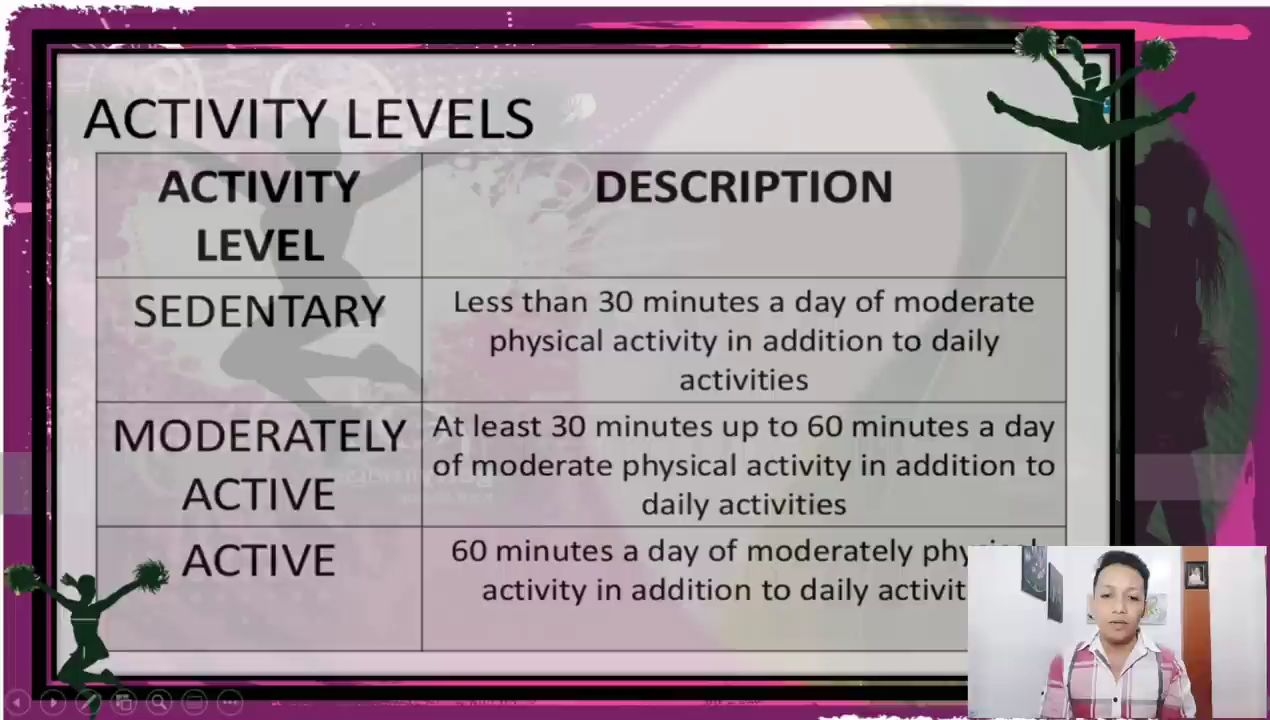 ACTIVITY LEVELS
ACTIVITY
LEVEL
DESCRIPTION
SEDENTARY
Less than 30 minutes a day of moderate
physical activity in addition to daily
activities
MODERATELY
ACTIVE
At least 30 minutes up to 60 minutes a day
of moderate physical activity in addition to
daily activities
ACTIVE
60 minutes a day of moderately
activity in addition to daily